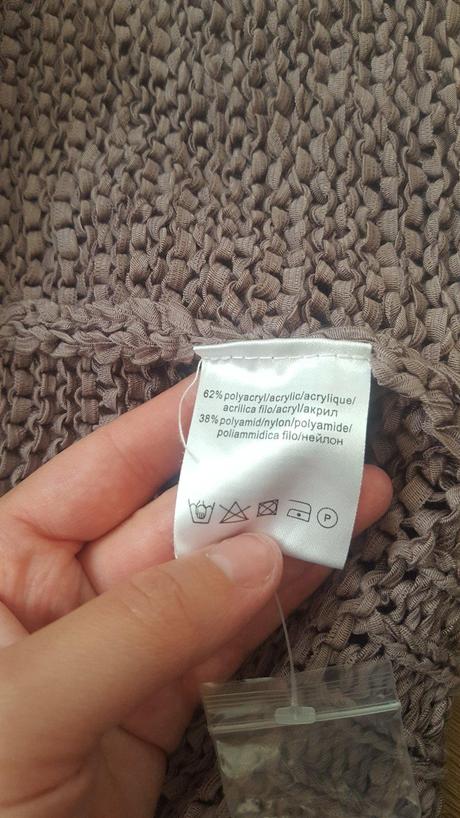 62% polyacryl/acrylic/acrylique/
acrilica filo/acryl/акрил
38% polyamid/nylon/polyamide/
poliammidica filo/нейлон
P